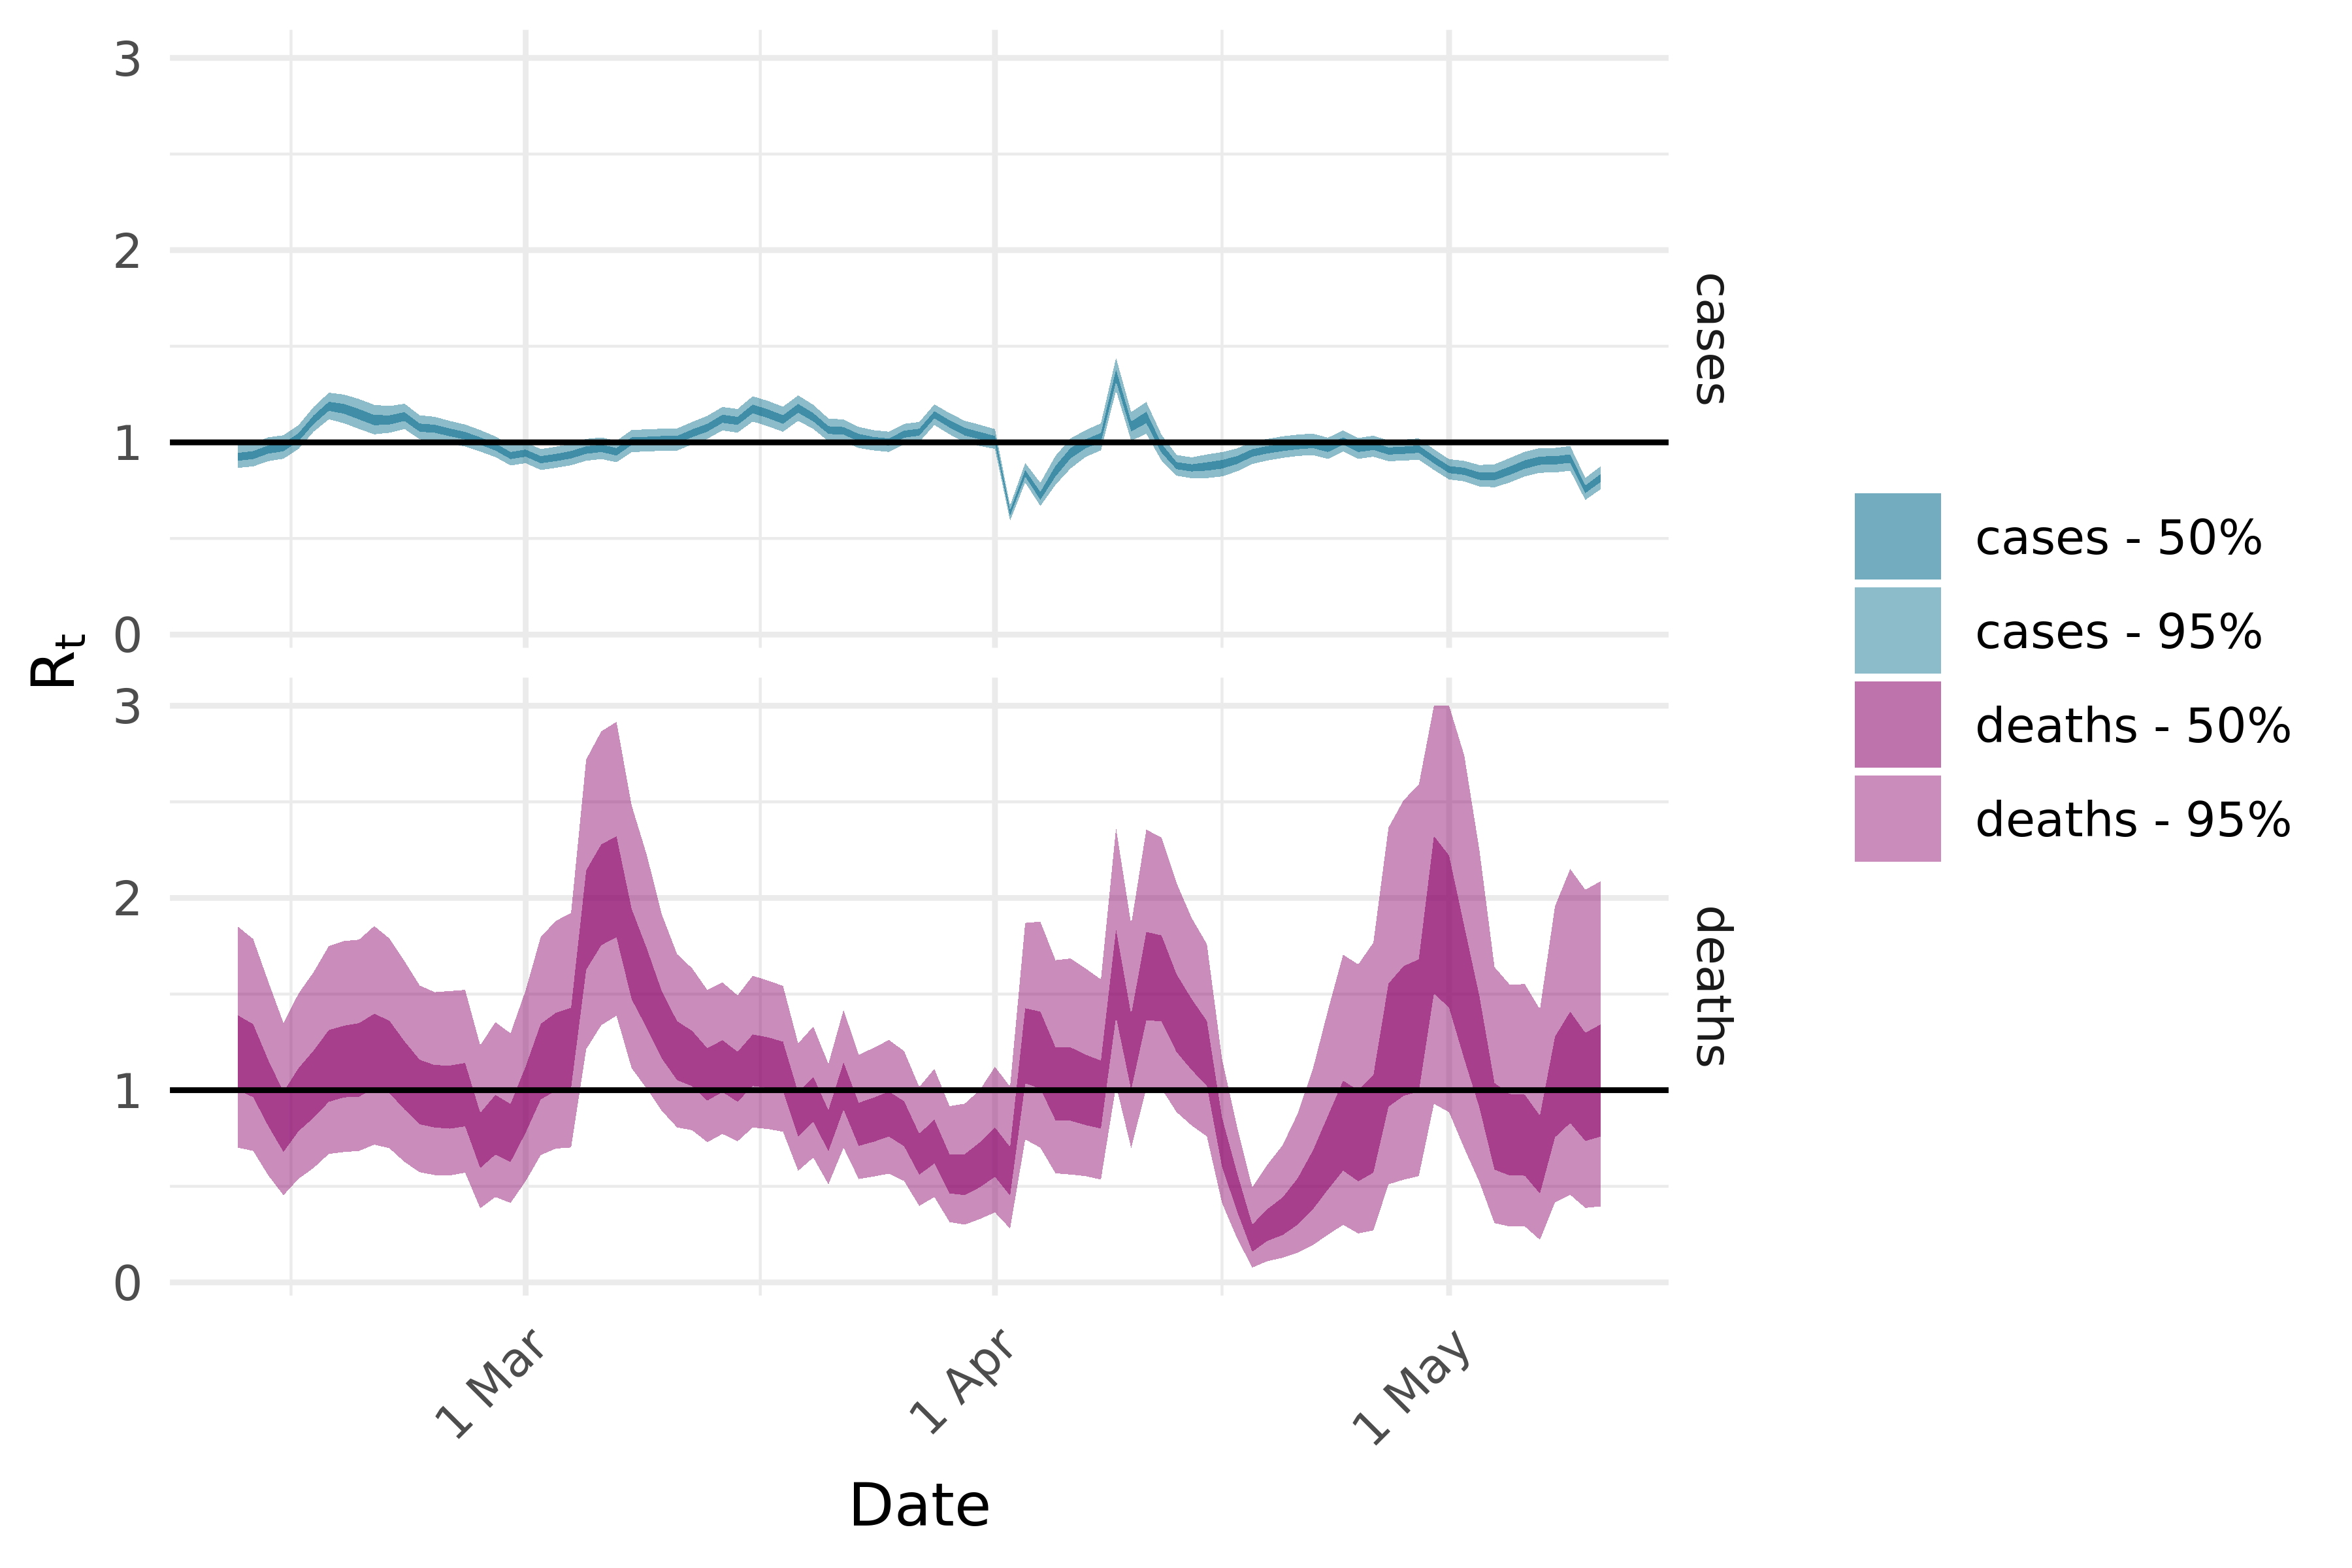 3
2
1
0
cases
3
2
1
0
deaths
Rt
1 Mar
1 Apr
1 May
Date
cases - 50%
cases - 95%
deaths - 50%
deaths - 95%